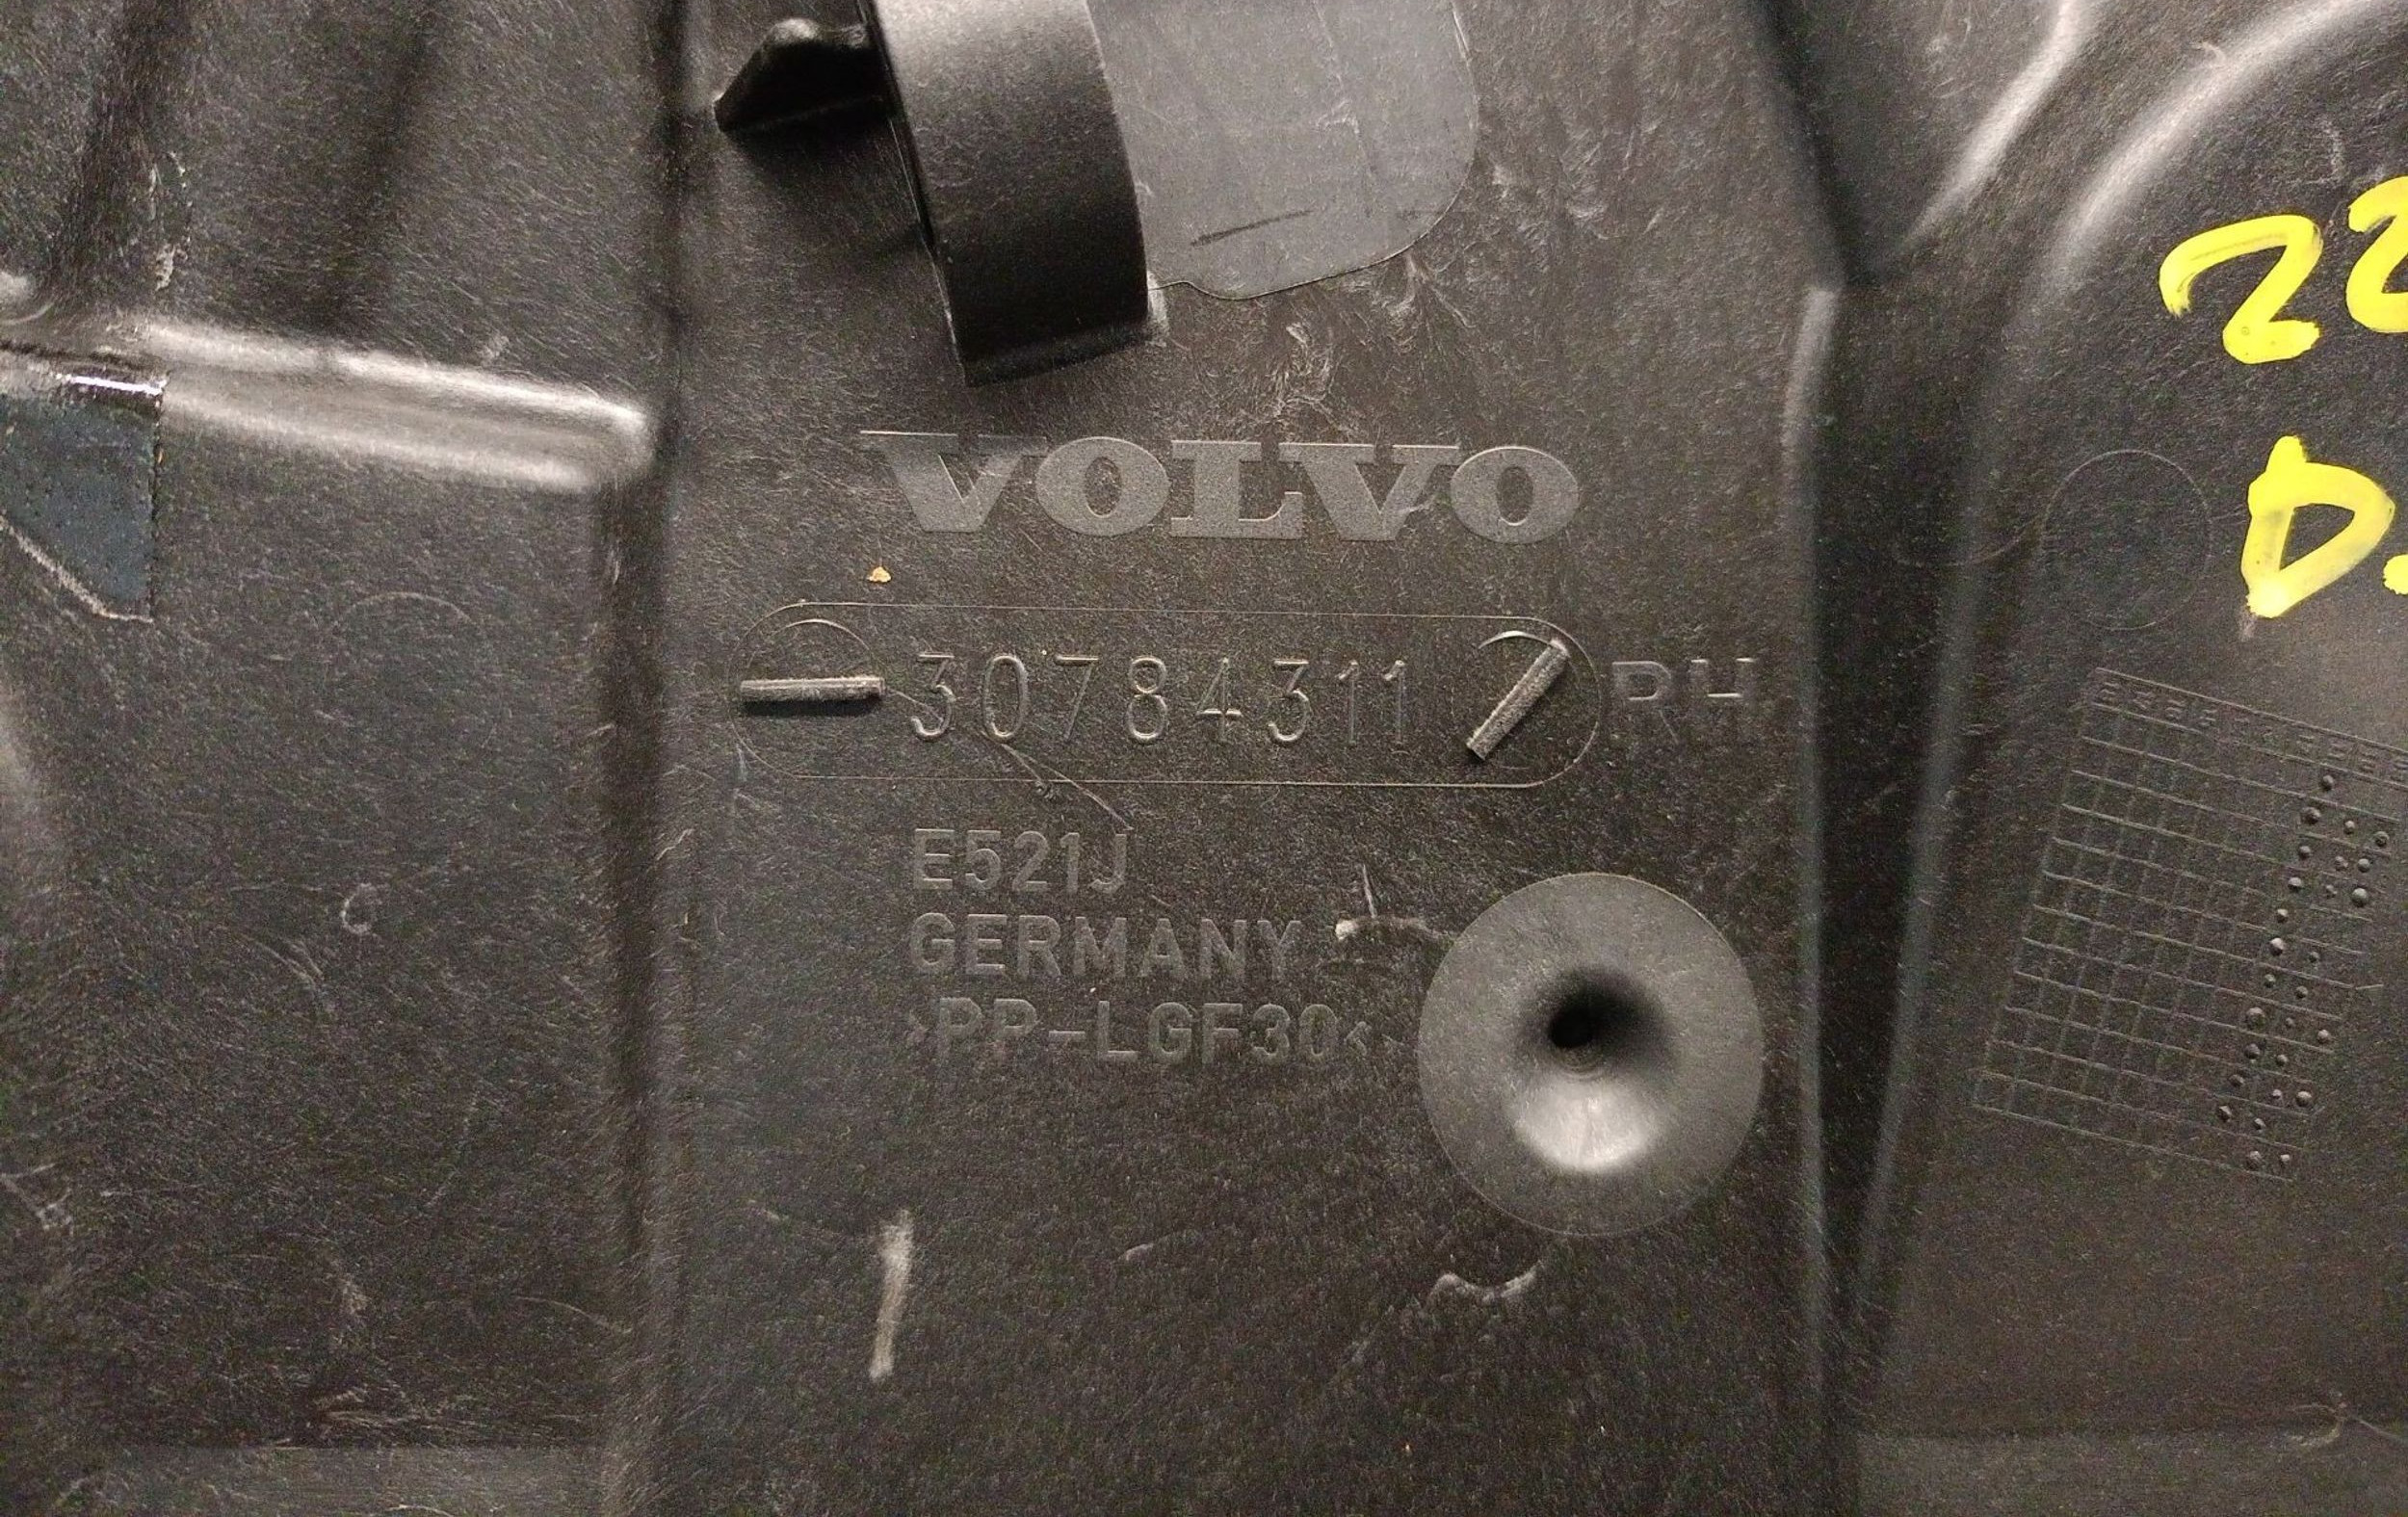 VOLVO
30784311 RH
E521J
GERMANY
>PP-LGF30<